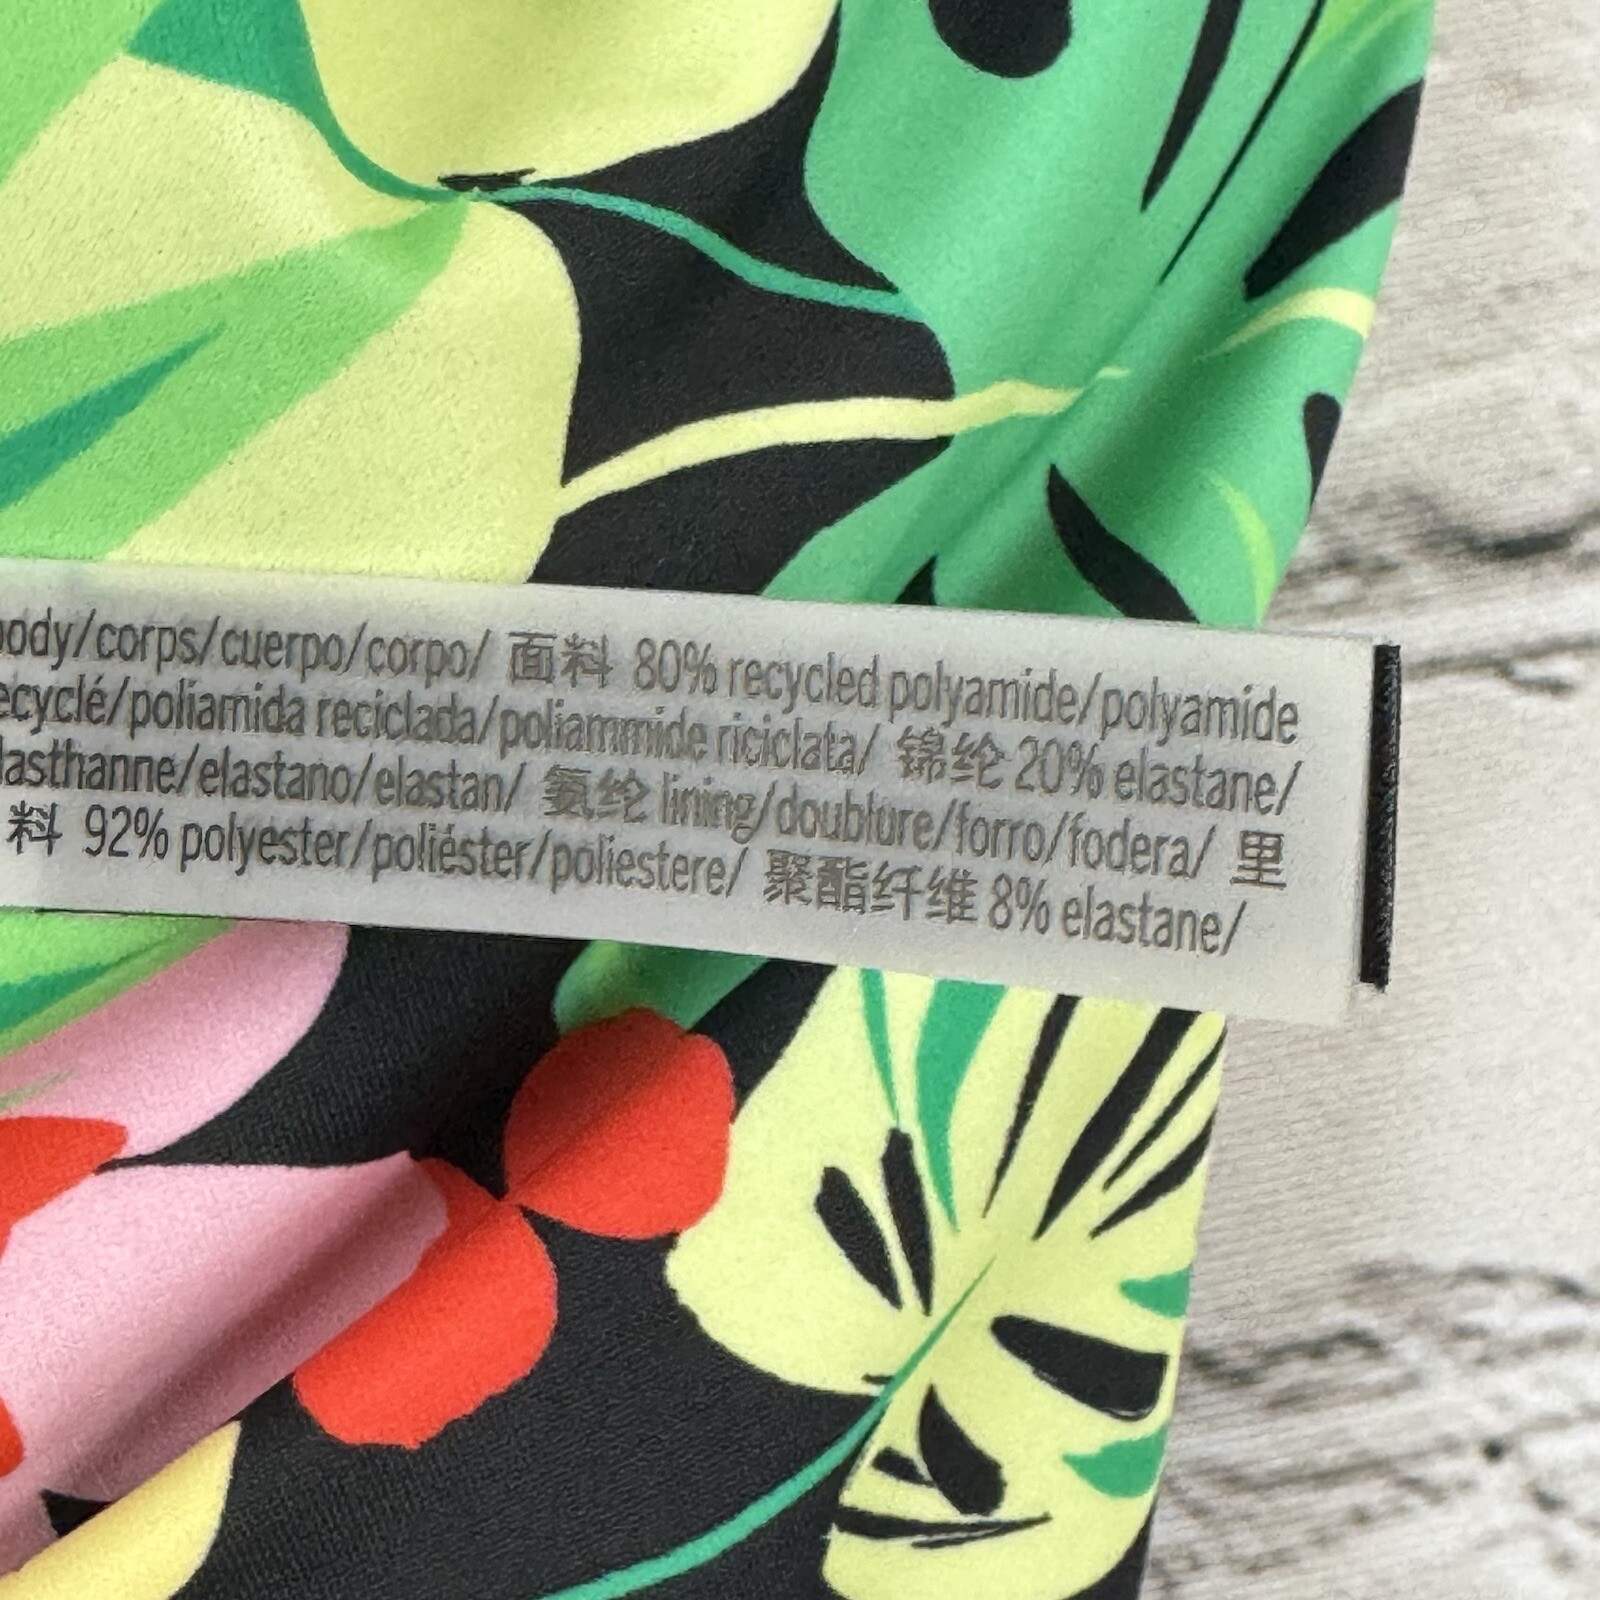 body/corps/cuerpo/corpo/ 面料 80% recycled polyamide/polyamide
ecyclé/poliamida reciclada/poliammide riciclata/ 锦纶 20% elastane/
lasthanne/elastano/elastan/ 氨纶 lining/doublure/forro/fodera/ 里
料 92% polyester/poliéster/poliestere/ 聚酯纤维 8% elastane/